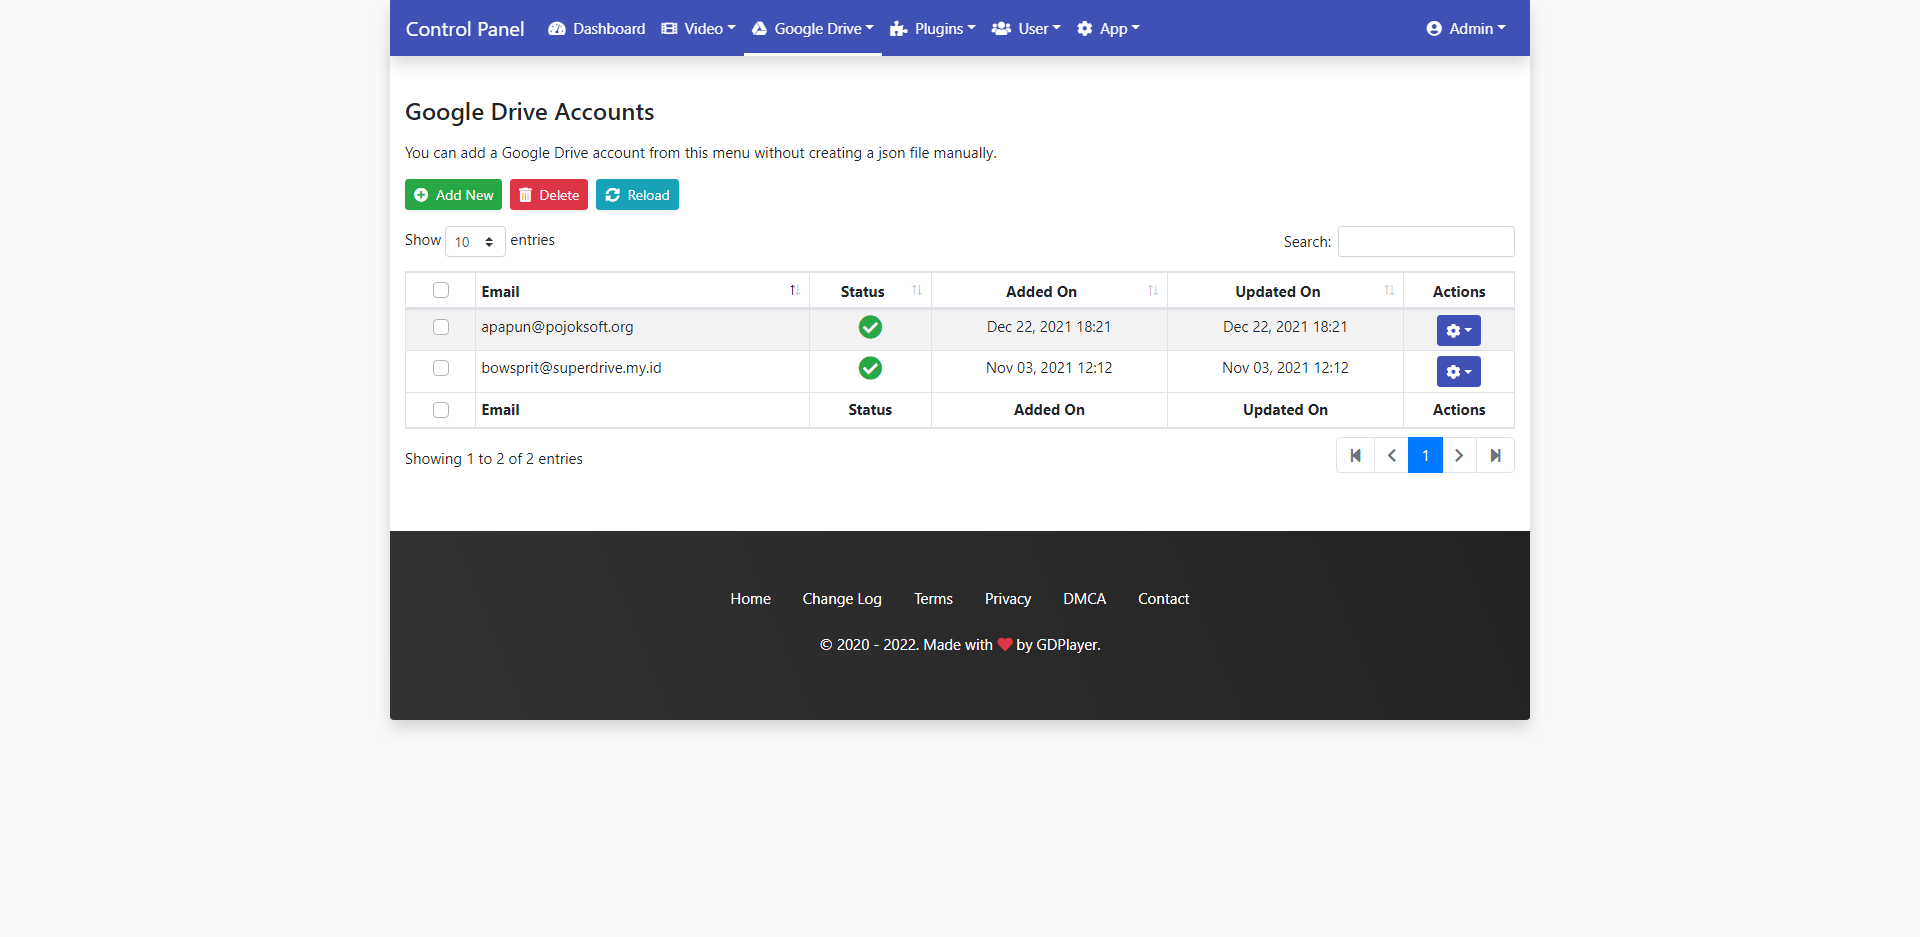 Control Panel Dashboard Video Google Drive Plugins User App Admin
Google Drive Accounts
You can add a Google Drive account from this menu without creating a json file manually.
Add New Delete Reload
Show 10 entries Search:
Email Status Added On Updated On Actions
apapun@pojoksoft.org Dec 22, 2021 18:21 Dec 22, 2021 18:21
bowsprit@superdrive.my.id Nov 03, 2021 12:12 Nov 03, 2021 12:12
Email Status Added On Updated On Actions
Showing 1 to 2 of 2 entries 1
Home Change Log Terms Privacy DMCA Contact
© 2020 - 2022. Made with ❤ by GDPlayer.